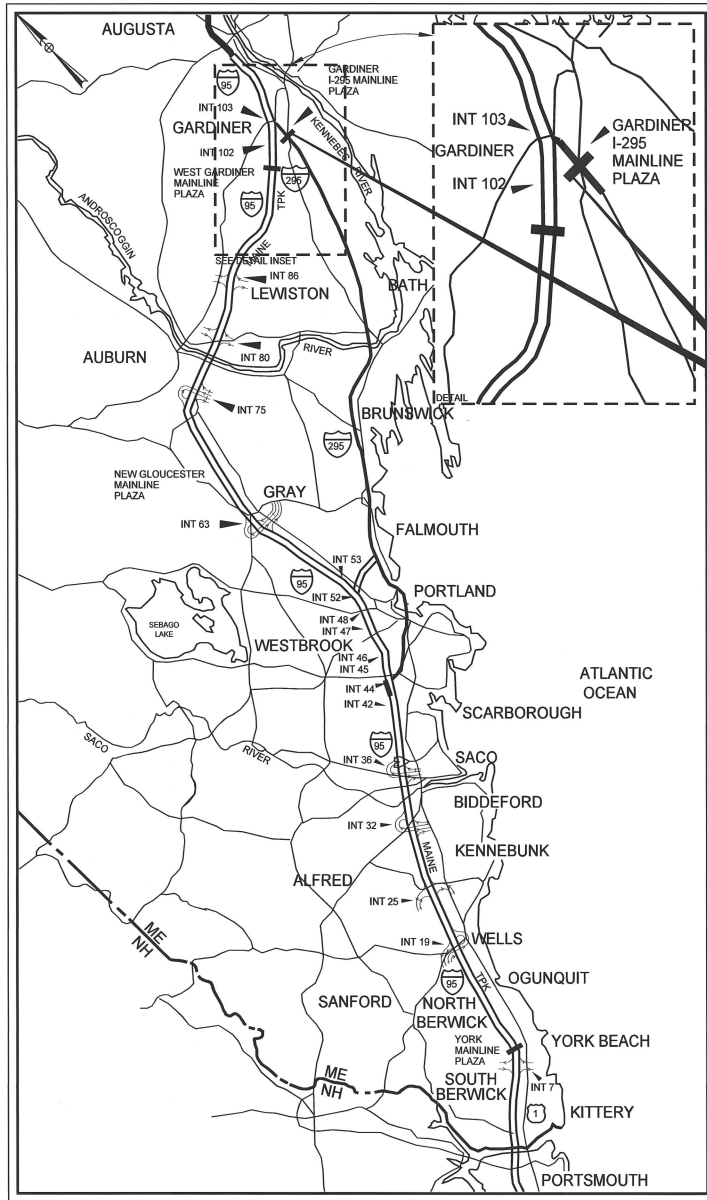 AUGUSTA
95
GARDINER
I-295 MAINLINE
PLAZA
INT 103
GARDINER
KENNEBES RIVER
INT 102
WEST GARDINER
MAINLINE
PLAZA
295
95
MAINE TPK
ANDROSCOGGIN
SEE DETAIL INSET
INT 86
LEWISTON
BATH
INT 103
GARDINER
I-295
MAINLINE
PLAZA
GARDINER
INT 102
DETAIL
AUBURN
INT 80
RIVER
INT 75
BRUNSWICK
295
NEW GLOUCESTER
MAINLINE
PLAZA
GRAY
INT 63
FALMOUTH
INT 53
95
INT 52
PORTLAND
INT 48
INT 47
SEBAGO
LAKE
WESTBROOK
INT 46
INT 45
INT 44
INT 42
ATLANTIC
OCEAN
SCARBOROUGH
SACO
RIVER
95
INT 36
SACO
BIDDEFORD
INT 32
MAINE
KENNEBUNK
ALFRED
INT 25
ME
NH
INT 19
WELLS
95
TPK
OGUNQUIT
SANFORD
NORTH
BERWICK
YORK
MAINLINE
PLAZA
YORK BEACH
ME
NH
SOUTH
BERWICK
INT 7
1
KITTERY
PORTSMOUTH